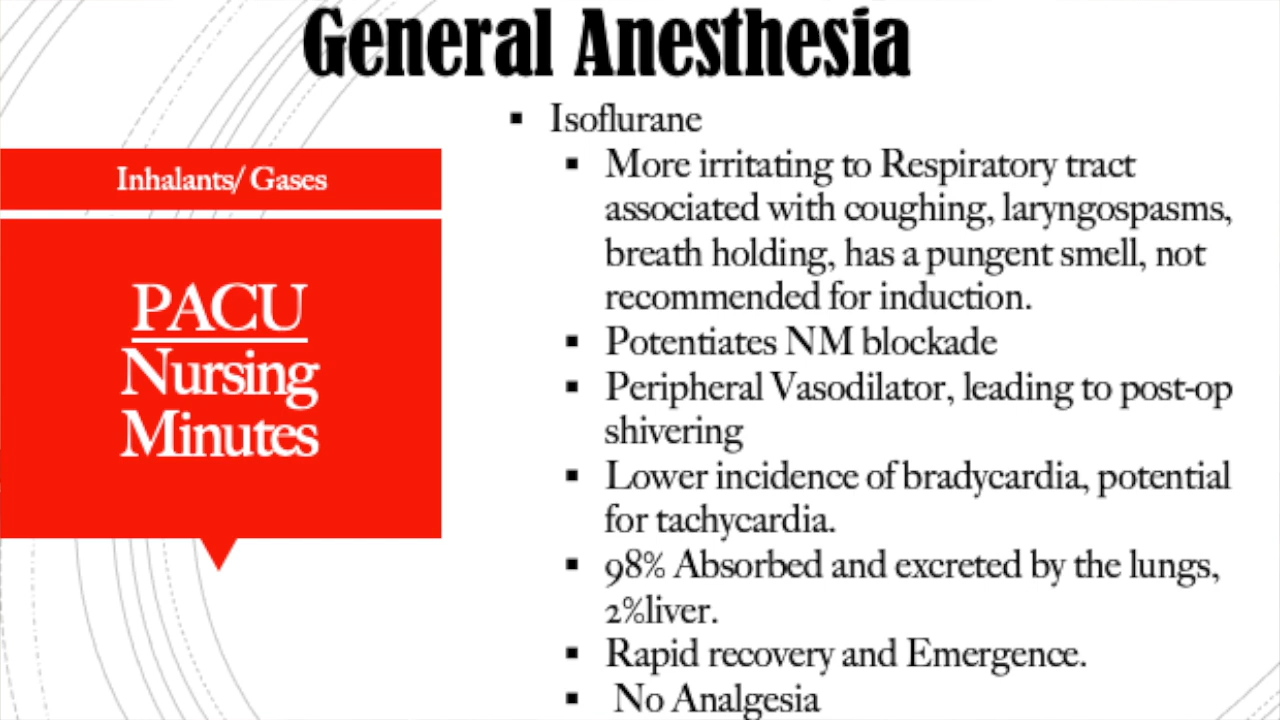 General Anesthesia
Inhalants/ Gases
PACU
Nursing
Minutes
▪ Isoflurane
▪ More irritating to Respiratory tract
associated with coughing, laryngospasms,
breath holding, has a pungent smell, not
recommended for induction.
▪ Potentiates NM blockade
▪ Peripheral Vasodilator, leading to post-op
shivering
▪ Lower incidence of bradycardia, potential
for tachycardia.
▪ 98% Absorbed and excreted by the lungs,
2%liver.
▪ Rapid recovery and Emergence.
▪ No Analgesia